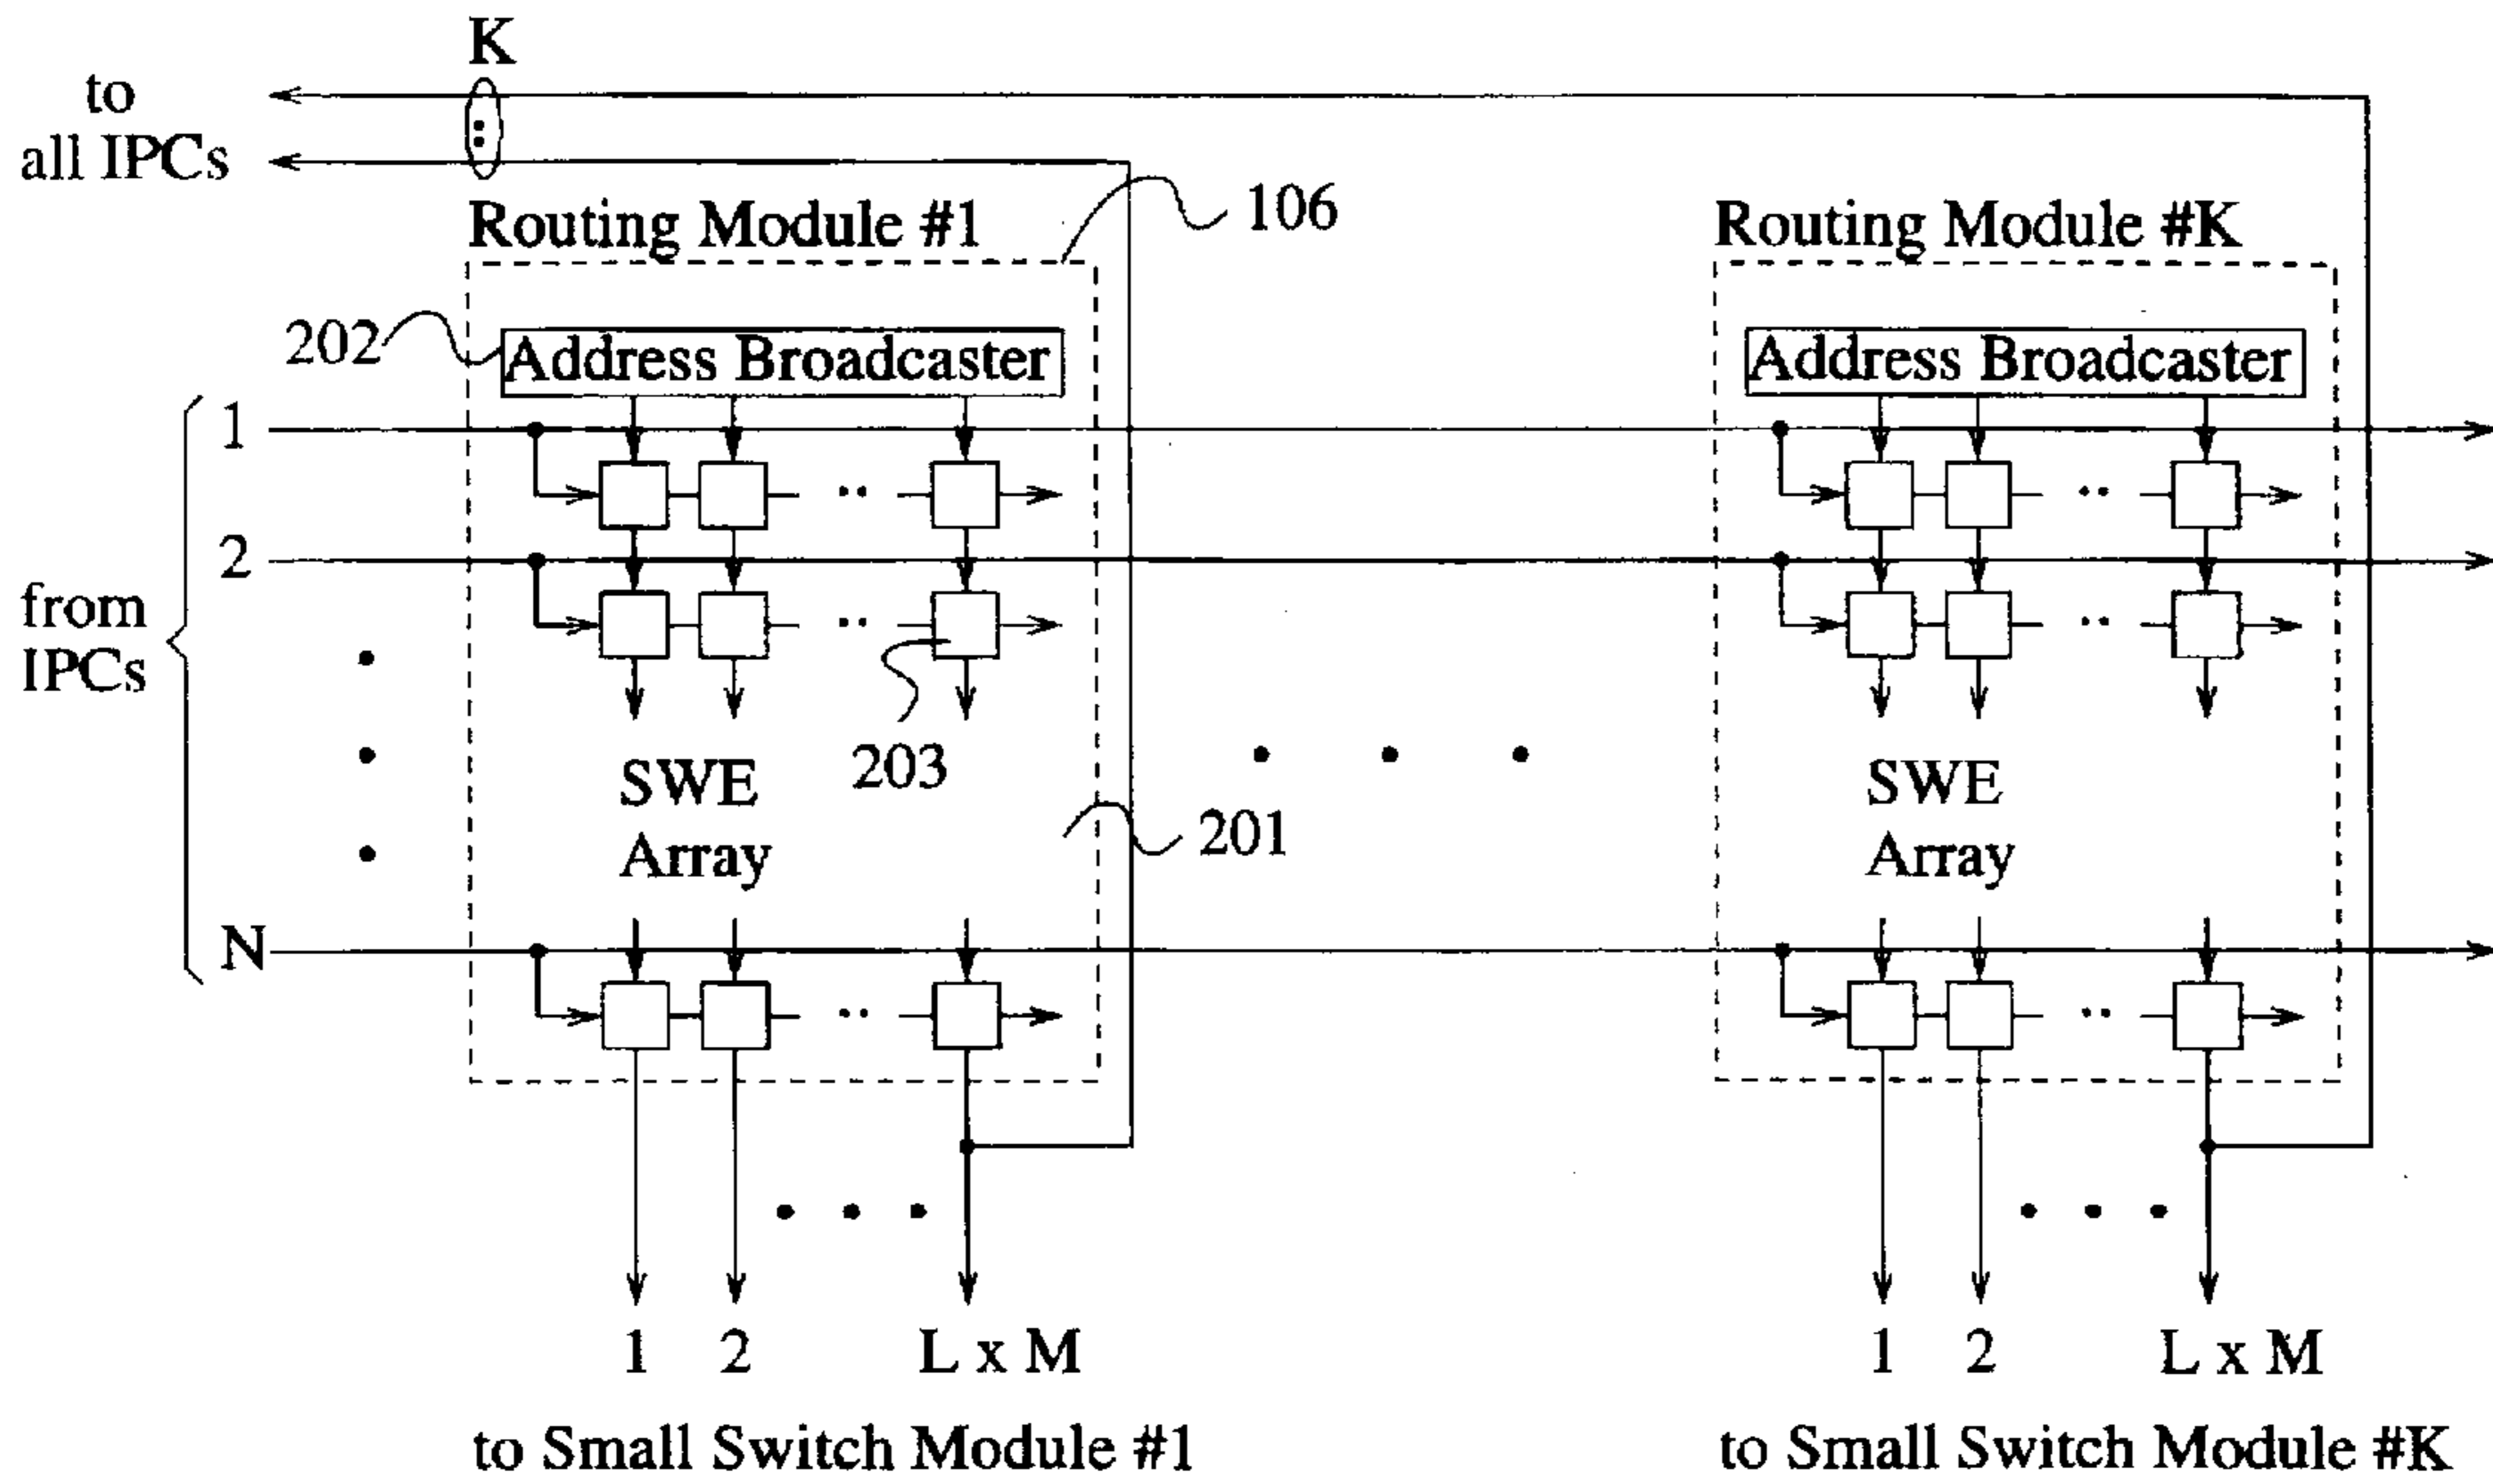 K
to
all IPCs
106
Routing Module #1
Routing Module #K
202
Address Broadcaster
Address Broadcaster
1
2
from
IPCs
203
SWE
Array
SWE
Array
201
N
1 2 L x M
1 2 L x M
to Small Switch Module #1
to Small Switch Module #K